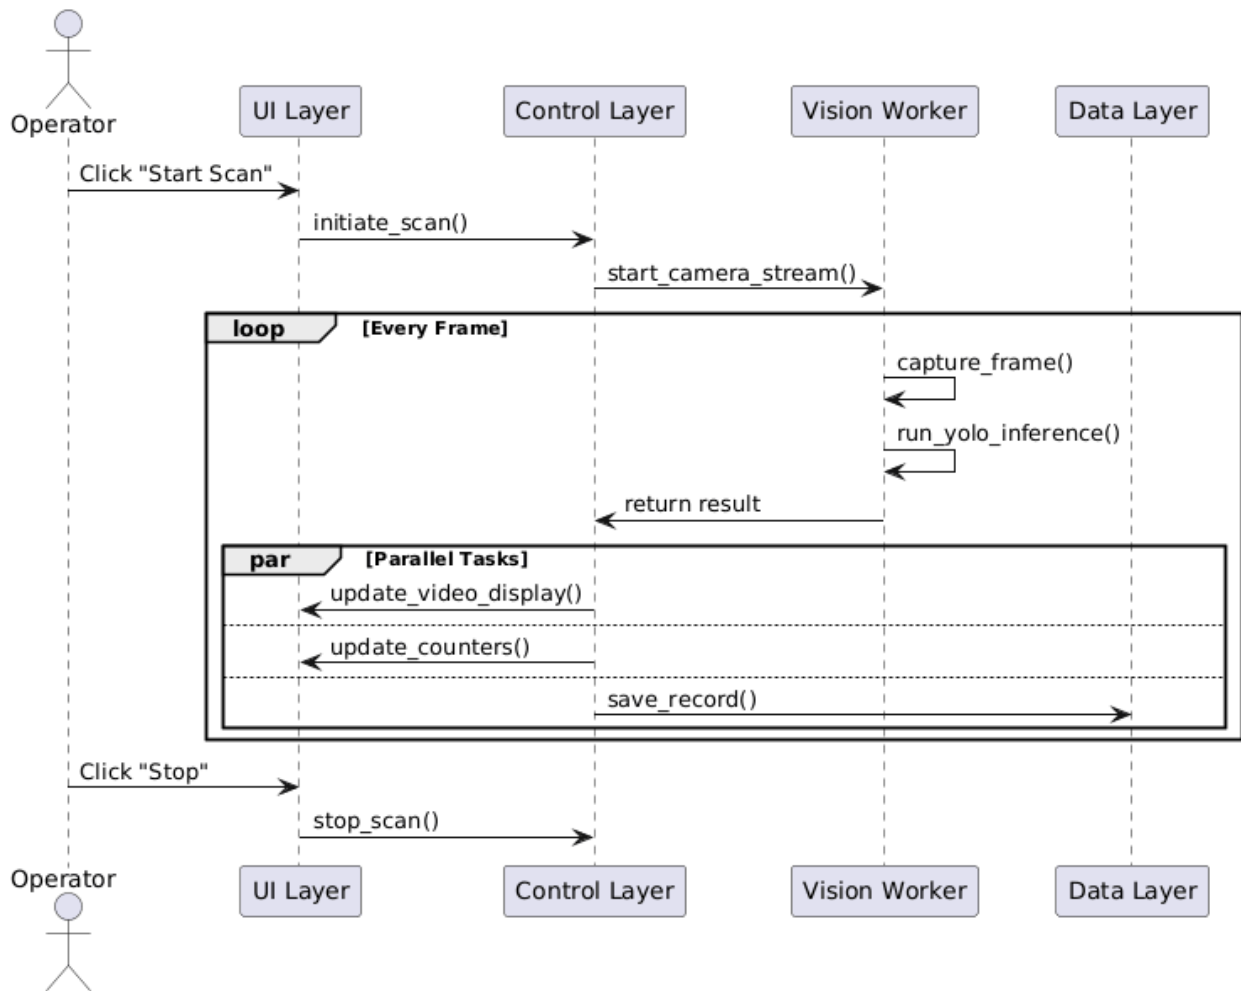 Operator
UI Layer
Control Layer
Vision Worker
Data Layer
Click "Start Scan"
initiate_scan()
start_camera_stream()
loop
[Every Frame]
capture_frame()
run_yolo_inference()
return result
par
[Parallel Tasks]
update_video_display()
update_counters()
save_record()
Click "Stop"
stop_scan()
Operator
UI Layer
Control Layer
Vision Worker
Data Layer